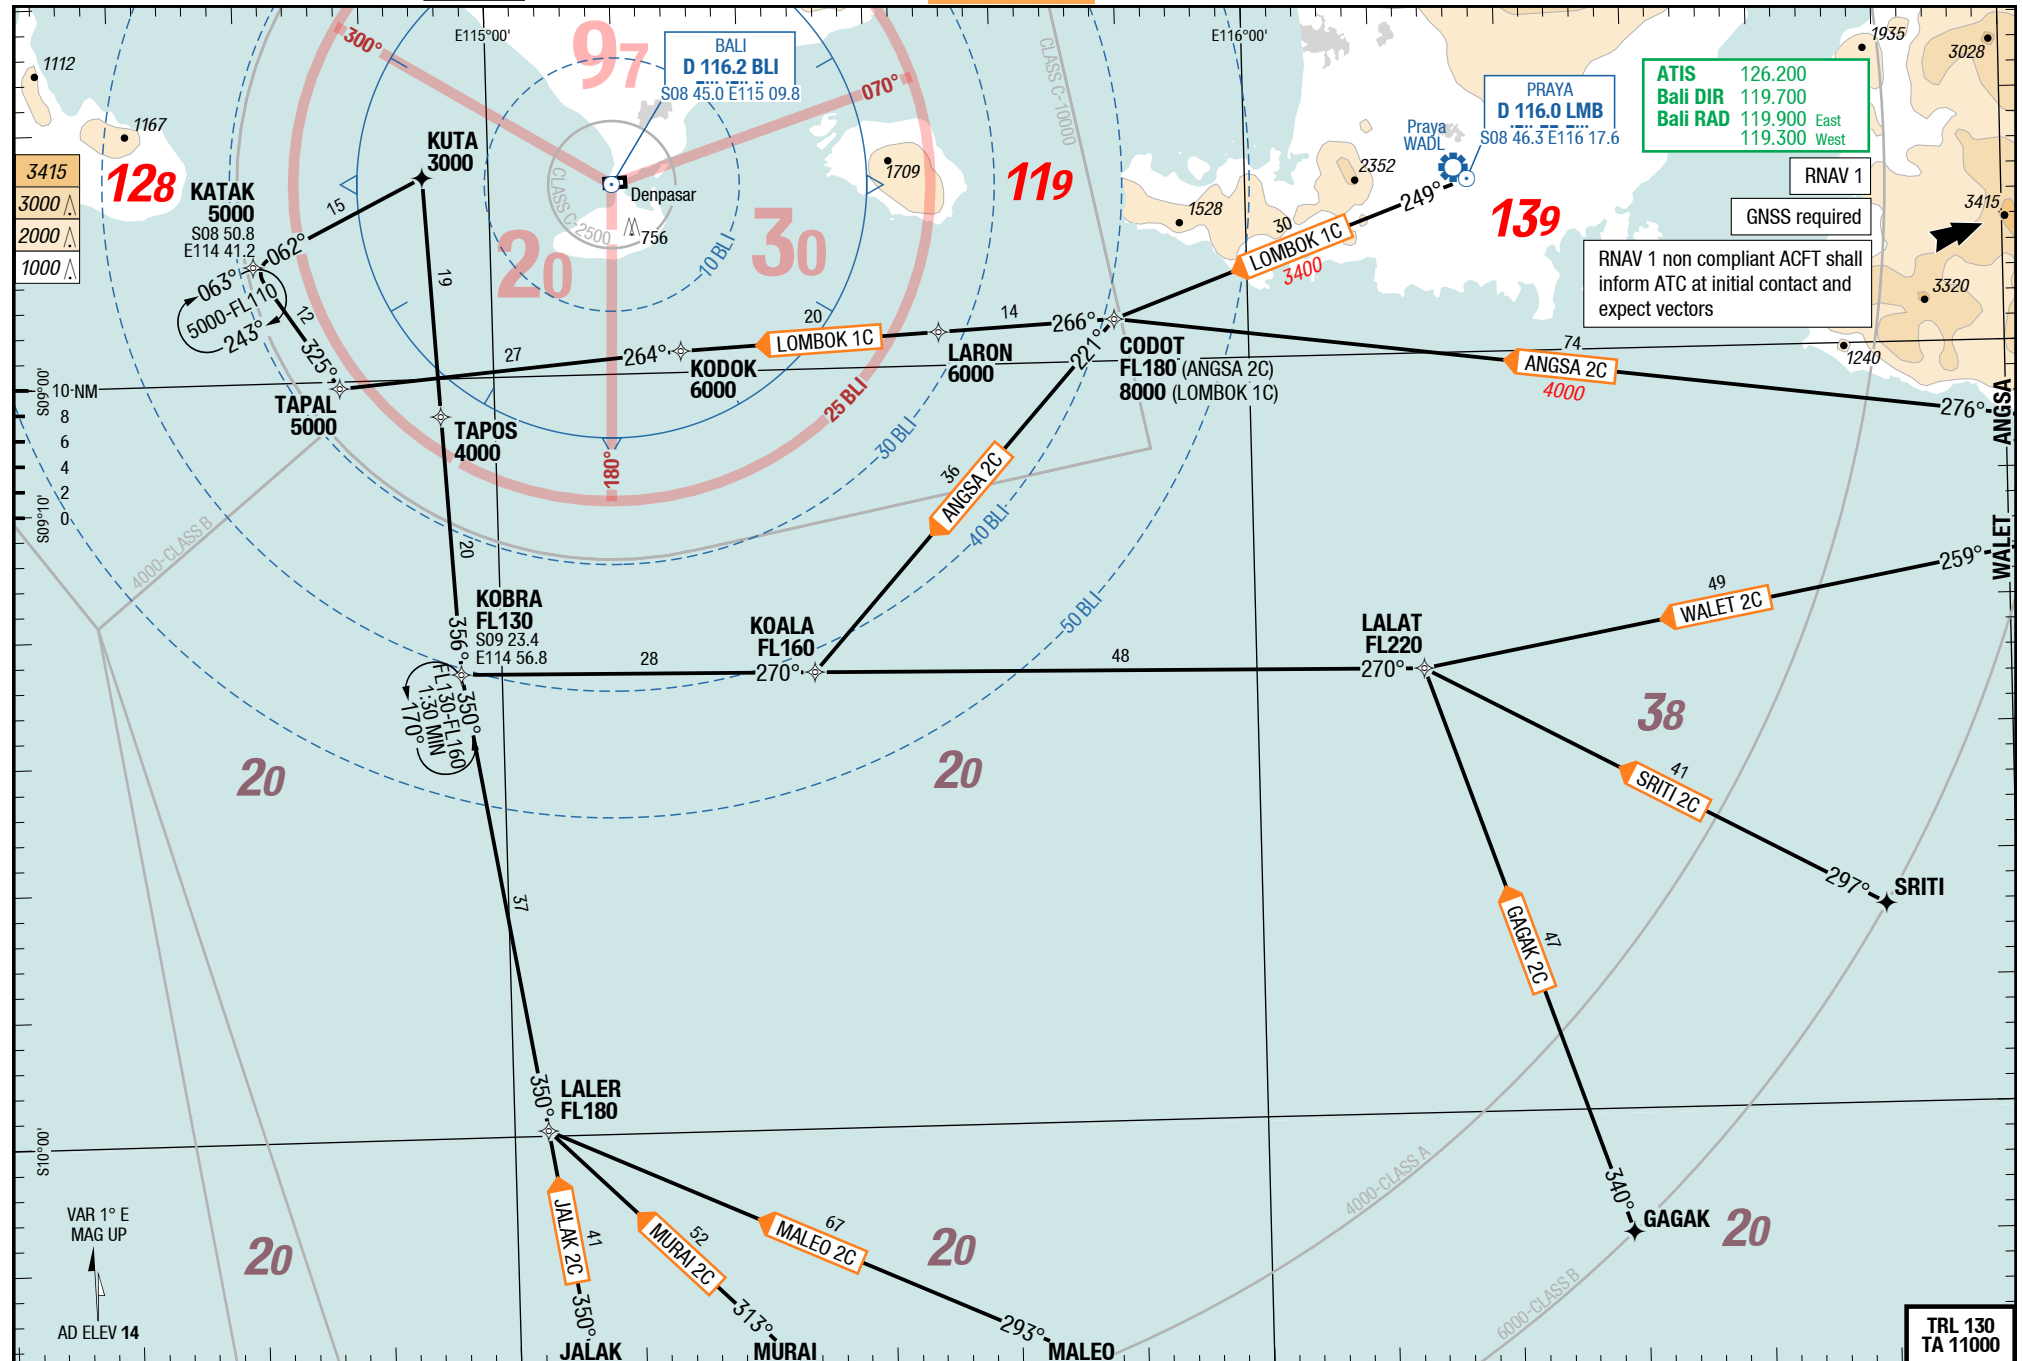 E115°00'
E116°00'
BALI
D 116.2 BLI
S08 45.0 E115 09.8
PRAYA
D 116.0 LMB
S08 46.3 E116 17.6
Praya
WADL
ATIS 126.200
Bali DIR 119.700
Bali RAD 119.900 East
119.300 West
RNAV 1
GNSS required
RNAV 1 non compliant ACFT shall
inform ATC at initial contact and
expect vectors
1112
1167
1935
3028
3415
3320
1240
2352
1528
1709
756
3415
3000
2000
1000
128
119
139
97
20
30
300°
070°
180°
25 BLI
10 BLI
30 BLI
40 BLI
50 BLI
CLASS C-10000
CLASS C-2500
Denpasar
KUTA
3000
KATAK
5000
S08 50.8
E114 41.2
15
062°
063°
5000-FL110
243°
12
325°
19
27
264°
20
LOMBOK 1C
14
266°
221°
30
LOMBOK 1C
3400
249°
KODOK
6000
LARON
6000
CODOT
FL180 (ANGSA 2C)
8000 (LOMBOK 1C)
74
ANGSA 2C
4000
276°
ANGSA
TAPAL
5000
TAPOS
4000
S09°00'
10 NM
8
6
4
2
0
S09°10'
4000-CLASS B
36
ANGSA 2C
20
356°
KOBRA
FL130
S09 23.4
E114 56.8
28
KOALA
FL160
270°
48
LALAT
FL220
270°
49
WALET 2C
259°
WALET
FL130-FL160
1:30 MIN
170°
350°
20
20
38
41
SRITI 2C
297°
SRITI
37
47
GAGAK 2C
340°
GAGAK
350°
LALER
FL180
S10°00'
4000-CLASS A
6000-CLASS B
VAR 1° E
MAG UP
AD ELEV 14
20
20
20
JALAK 2C
41
350°
JALAK
52
MURAI 2C
313°
MURAI
67
MALEO 2C
293°
MALEO
TRL 130
TA 11000